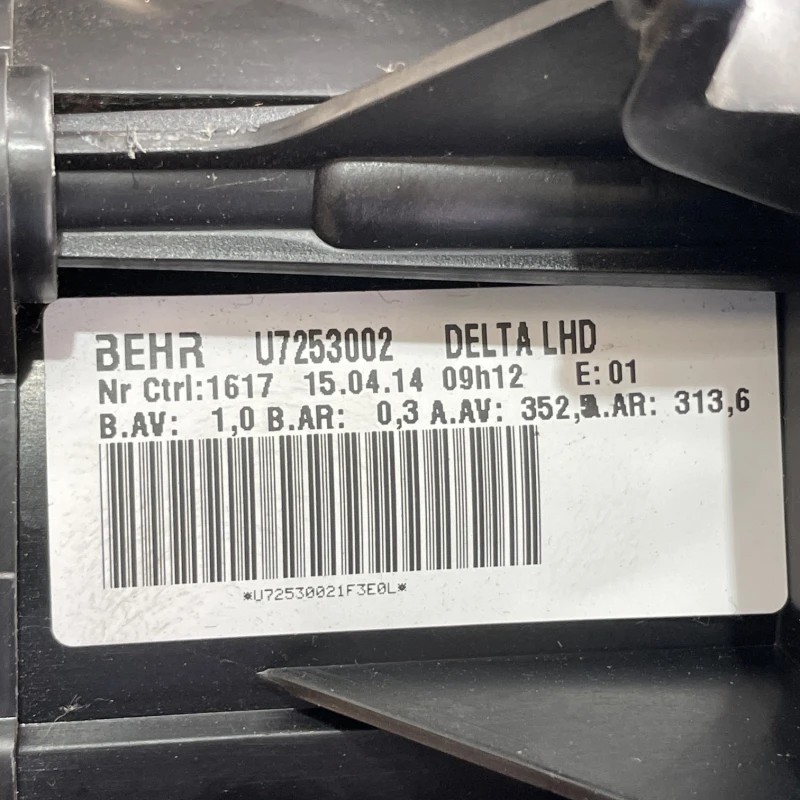 BEHR U7253002 DELTA LHD
Nr Ctrl:1617 15.04.14 09h12 E: 01
B.AV: 1,0 B.AR: 0,3 A.AV: 352, .AR: 313,6
*U72530021F3E0L*